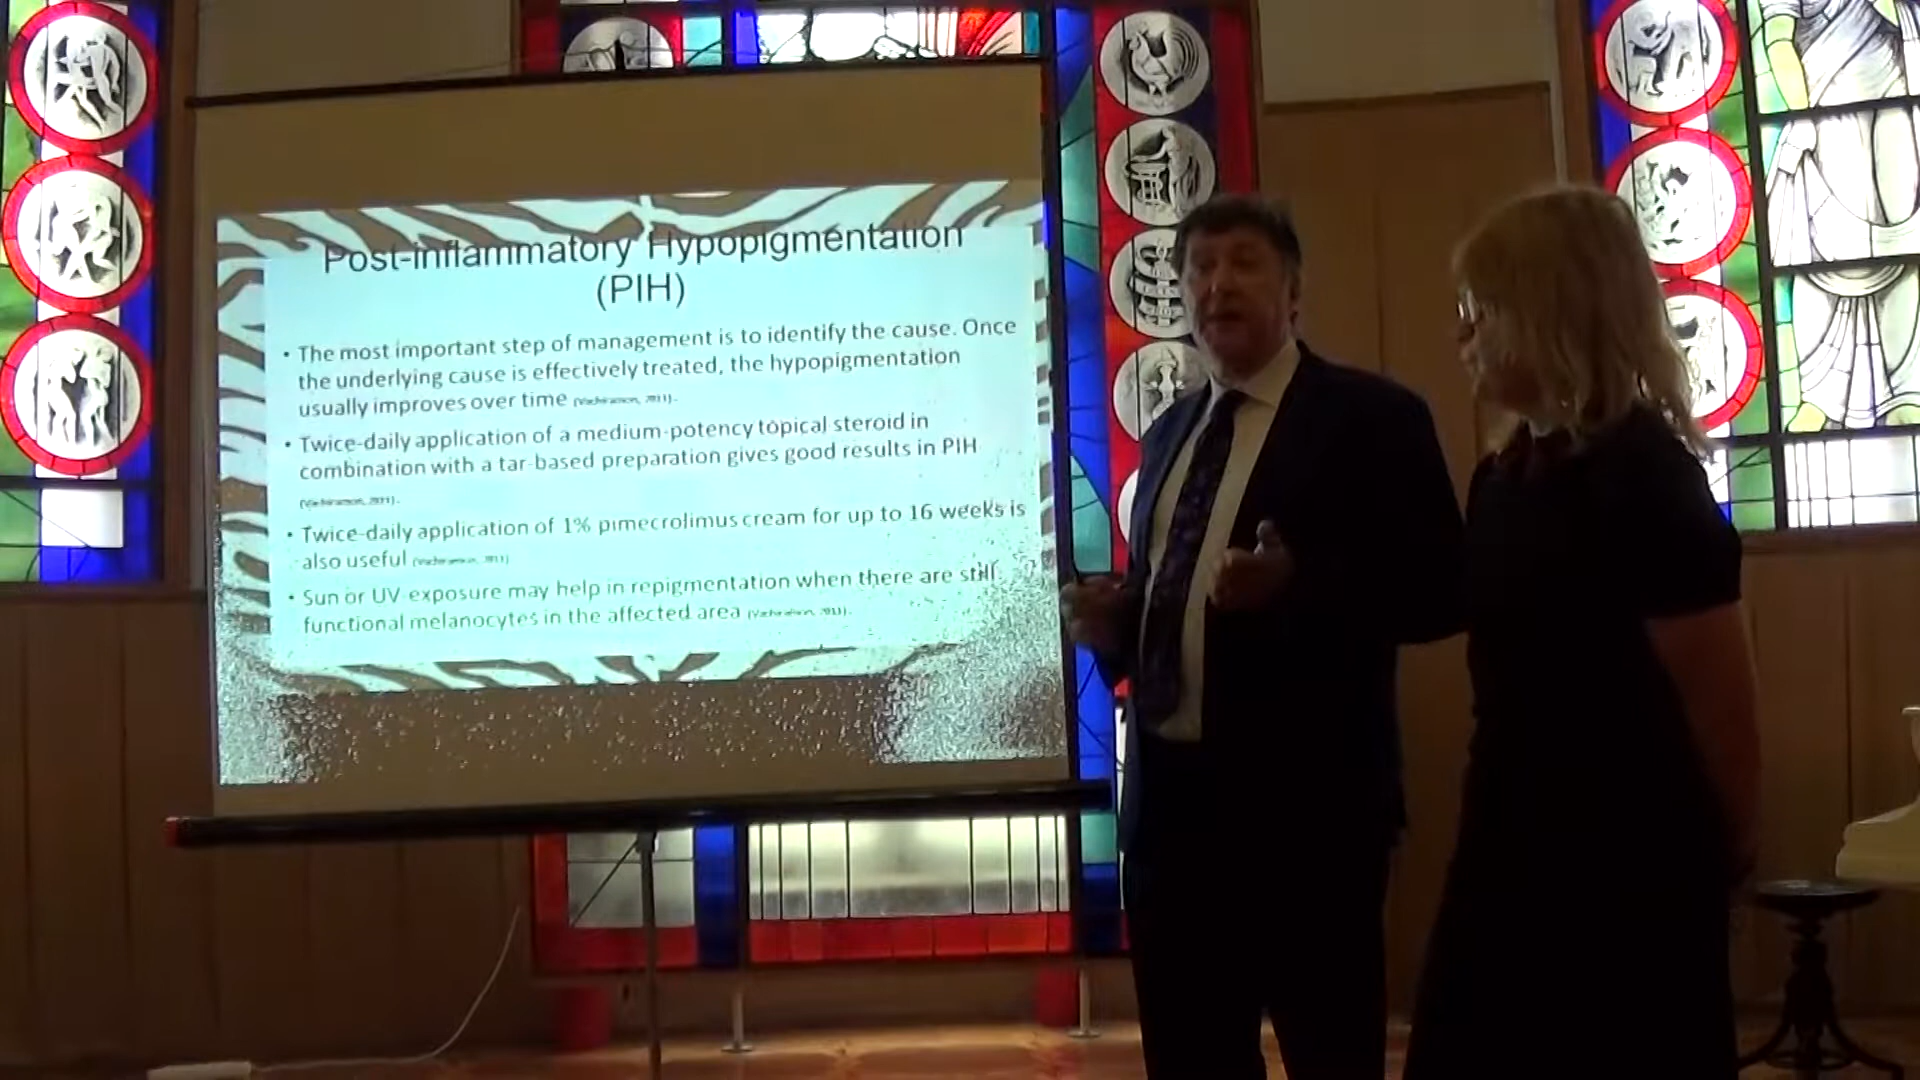 Post-inflammatory Hypopigmentation
(PIH)
• The most important step of management is to identify the cause. Once
the underlying cause is effectively treated, the hypopigmentation
usually improves over time
• Twice-daily application of a medium-potency topical steroid in
combination with a tar-based preparation gives good results in PIH
• Twice-daily application of 1% pimecrolimus cream for up to 16 weeks is
also useful
• Sun or UV exposure may help in repigmentation when there are still
functional melanocytes in the affected area